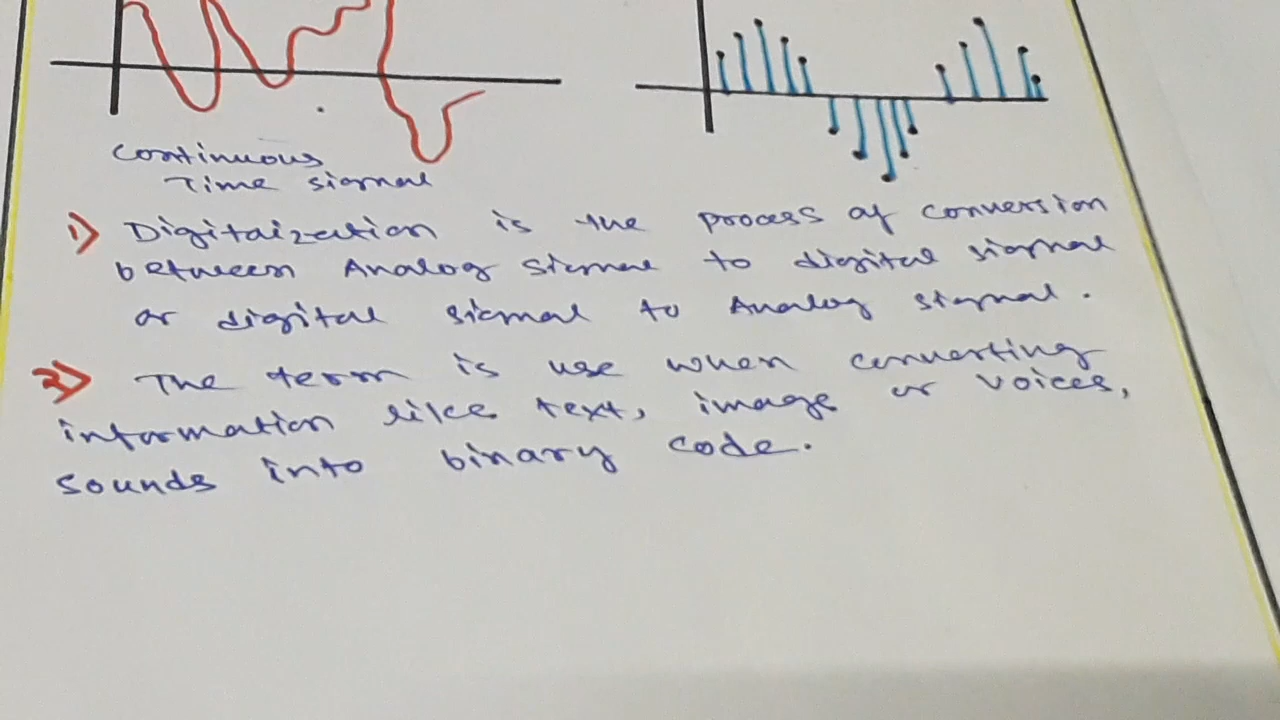 continuous
Time signal
1) Digitaization is the process of conversion
between Analog signal to digital signal
or digital signal to Analog signal.
2) The term is use when converting
information like text, image or voices,
sounds into binary code.